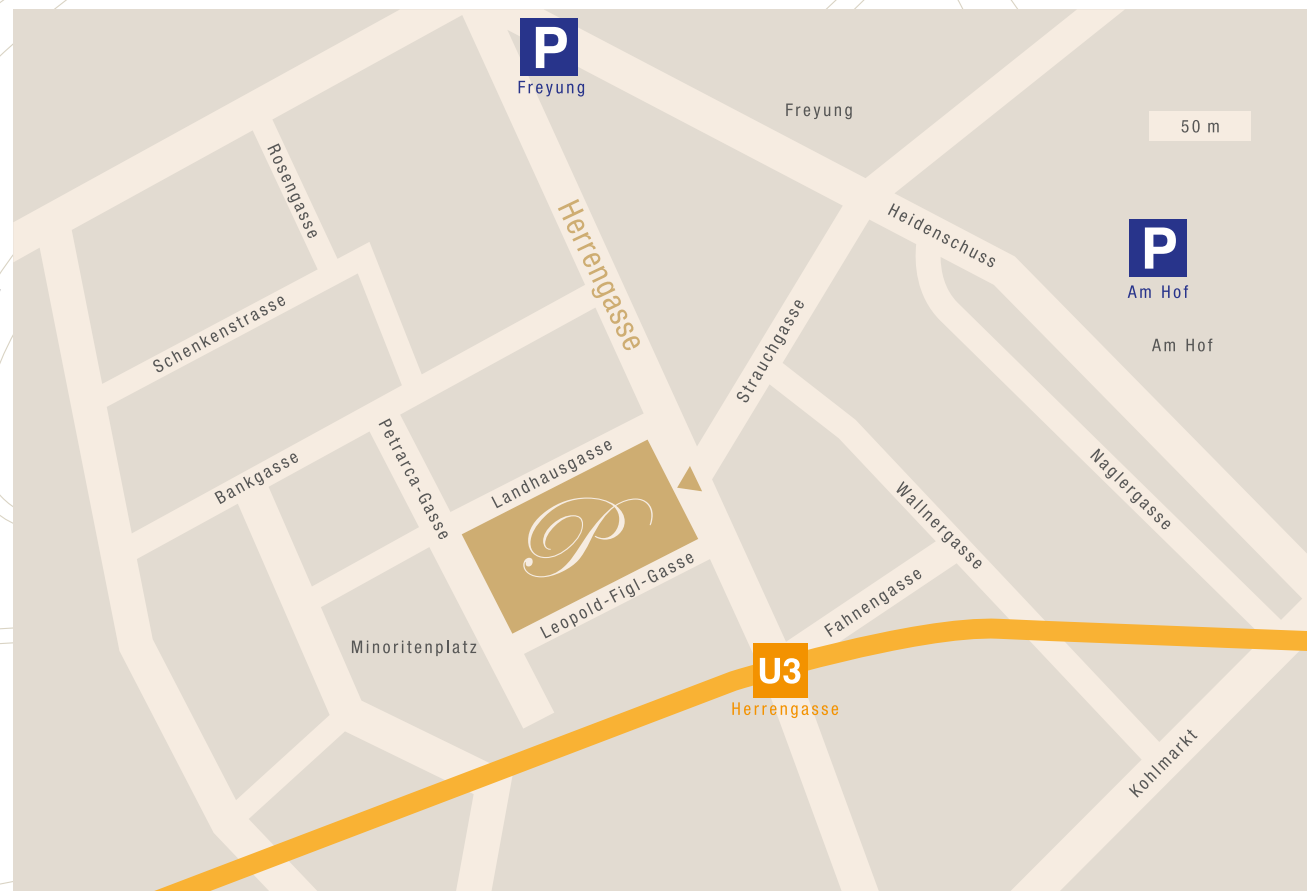 P
Freyung
Freyung
50 m
Rosengasse
Herrengasse
Heidenschuss
P
Am Hof
Am Hof
Schenkenstrasse
Strauchgasse
Bankgasse
Petrarca-Gasse
Landhausgasse
Naglergasse
Wallnergasse
P
Leopold-Figl-Gasse
Fahnengasse
Minoritenplatz
U3
Herrengasse
Kohlmarkt